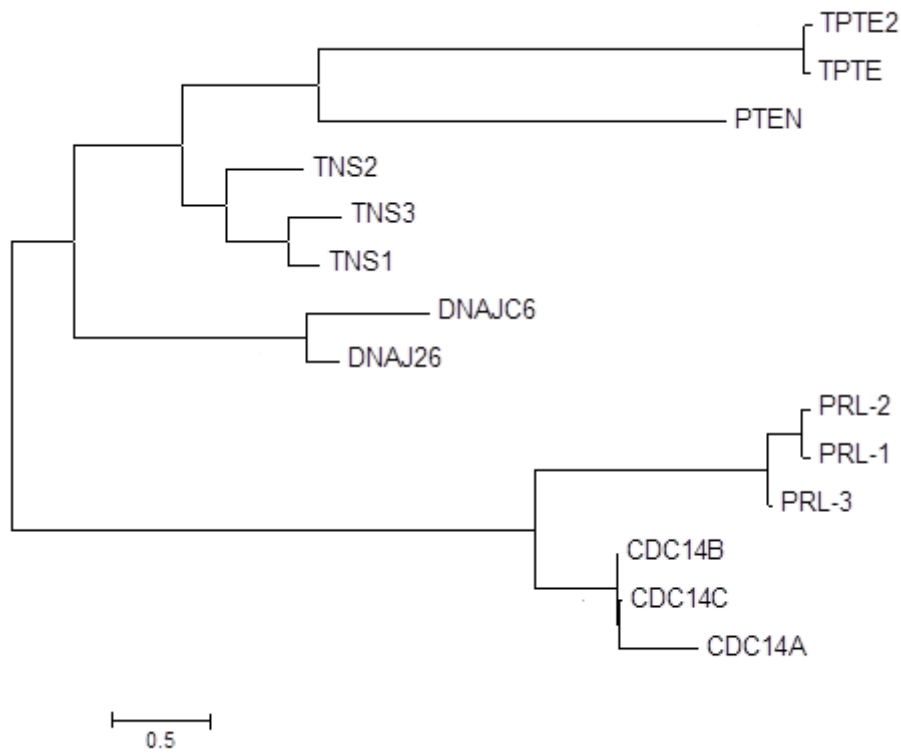 TPTE2
TPTE
PTEN
TNS2
TNS3
TNS1
DNAJC6
DNAJ26
PRL-2
PRL-1
PRL-3
CDC14B
CDC14C
CDC14A
0.5